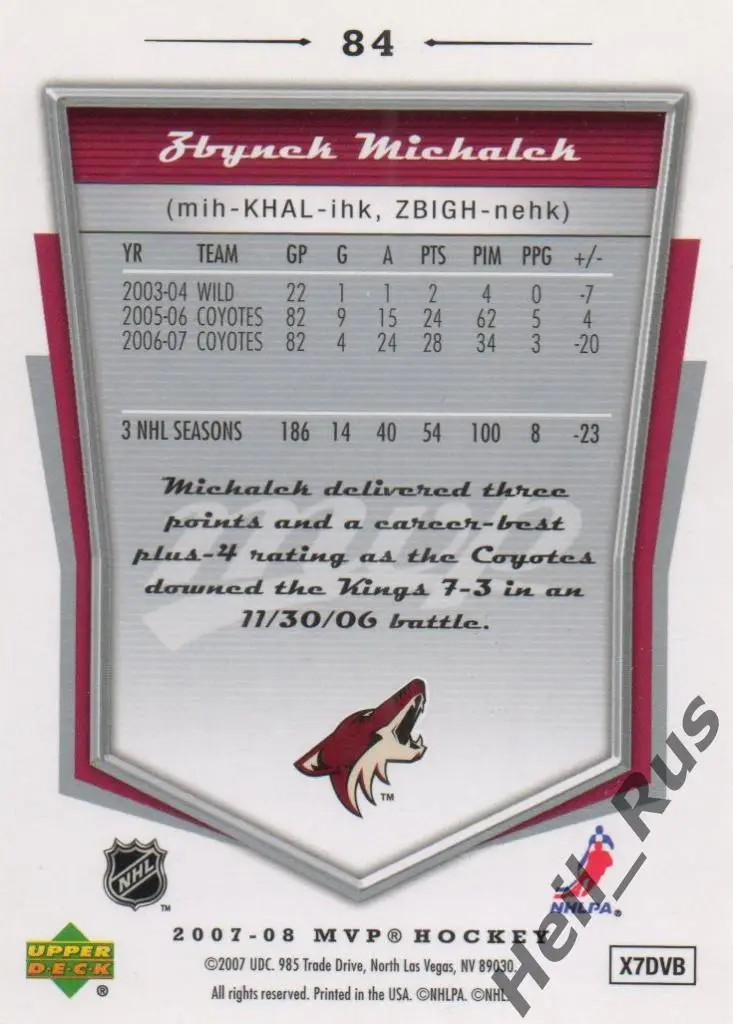 84
Zbynek Michalek
(mih-KHAL-ihk, ZBIGH-nehk)
YR TEAM GP G A PTS PIM PPG +/-
2003-04 WILD 22 1 1 2 4 0 -7
2005-06 COYOTES 82 9 15 24 62 5 4
2006-07 COYOTES 82 4 24 28 34 3 -20
3 NHL SEASONS 186 14 40 54 100 8 -23
Michalek delivered three
points and a career-best
plus-4 rating as the Coyotes
downed the Kings 7-3 in an
11/30/06 battle.
mvp
TM
NHL
TM
NHLPA®
2007-08 MVP® HOCKEY
UPPER
DECK
®
©2007 UDC. 985 Trade Drive, North Las Vegas, NV 89030.
All rights reserved. Printed in the USA. ©NHLPA. ©NHL.
X7DVB
Heil_Rus